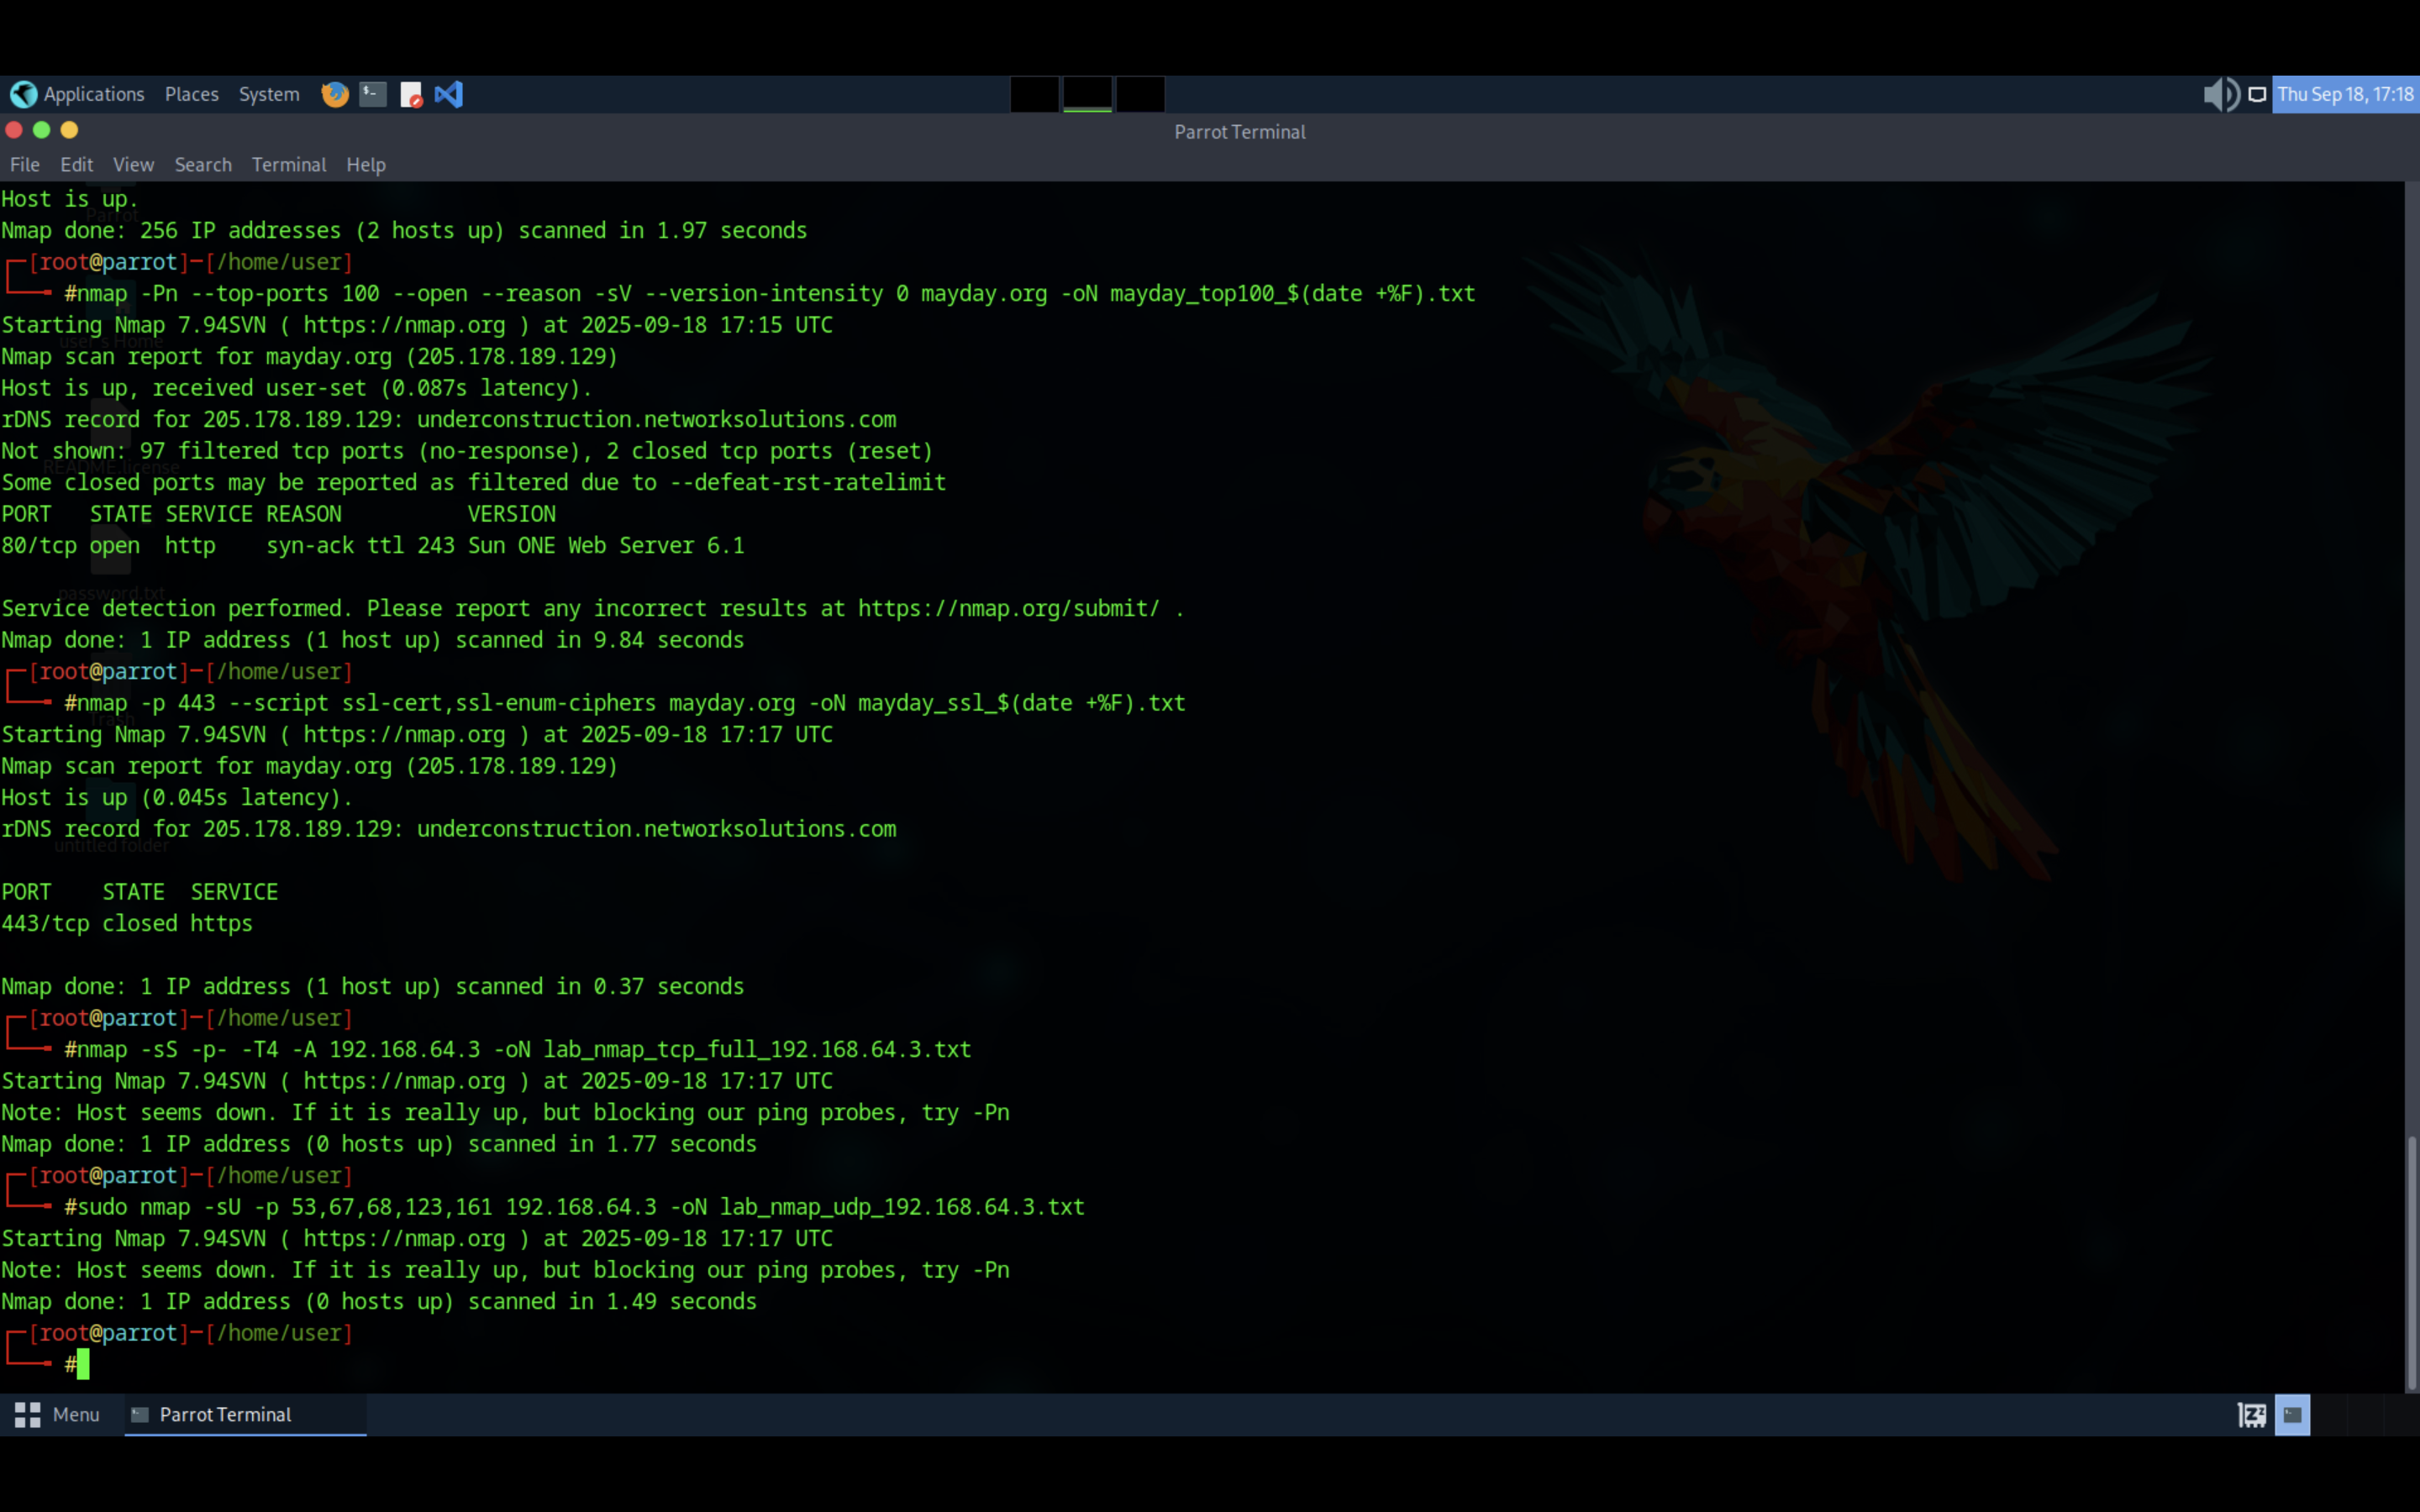 Applications Places System Thu Sep 18, 17:18
Parrot Terminal
File Edit View Search Terminal Help
Host is up.
Parrot
Nmap done: 256 IP addresses (2 hosts up) scanned in 1.97 seconds
[root@parrot]-[/home/user]
#nmap -Pn --top-ports 100 --open --reason -sV --version-intensity 0 mayday.org -oN mayday_top100_$(date +%F).txt
Starting Nmap 7.94SVN ( https://nmap.org ) at 2025-09-18 17:15 UTC
user's Home
Nmap scan report for mayday.org (205.178.189.129)
Host is up, received user-set (0.087s latency).
rDNS record for 205.178.189.129: underconstruction.networksolutions.com
Not shown: 97 filtered tcp ports (no-response), 2 closed tcp ports (reset)
README.license
Some closed ports may be reported as filtered due to --defeat-rst-ratelimit
PORT   STATE SERVICE REASON          VERSION
80/tcp open  http    syn-ack ttl 243 Sun ONE Web Server 6.1
password.txt
Service detection performed. Please report any incorrect results at https://nmap.org/submit/ .
Nmap done: 1 IP address (1 host up) scanned in 9.84 seconds
[root@parrot]-[/home/user]
#nmap -p 443 --script ssl-cert,ssl-enum-ciphers mayday.org -oN mayday_ssl_$(date +%F).txt
Trash
Starting Nmap 7.94SVN ( https://nmap.org ) at 2025-09-18 17:17 UTC
Nmap scan report for mayday.org (205.178.189.129)
Host is up (0.045s latency).
rDNS record for 205.178.189.129: underconstruction.networksolutions.com
untitled folder
PORT    STATE  SERVICE
443/tcp closed https
Nmap done: 1 IP address (1 host up) scanned in 0.37 seconds
[root@parrot]-[/home/user]
#nmap -sS -p- -T4 -A 192.168.64.3 -oN lab_nmap_tcp_full_192.168.64.3.txt
Starting Nmap 7.94SVN ( https://nmap.org ) at 2025-09-18 17:17 UTC
Note: Host seems down. If it is really up, but blocking our ping probes, try -Pn
Nmap done: 1 IP address (0 hosts up) scanned in 1.77 seconds
[root@parrot]-[/home/user]
#sudo nmap -sU -p 53,67,68,123,161 192.168.64.3 -oN lab_nmap_udp_192.168.64.3.txt
Starting Nmap 7.94SVN ( https://nmap.org ) at 2025-09-18 17:17 UTC
Note: Host seems down. If it is really up, but blocking our ping probes, try -Pn
Nmap done: 1 IP address (0 hosts up) scanned in 1.49 seconds
[root@parrot]-[/home/user]
#
Menu Parrot Terminal